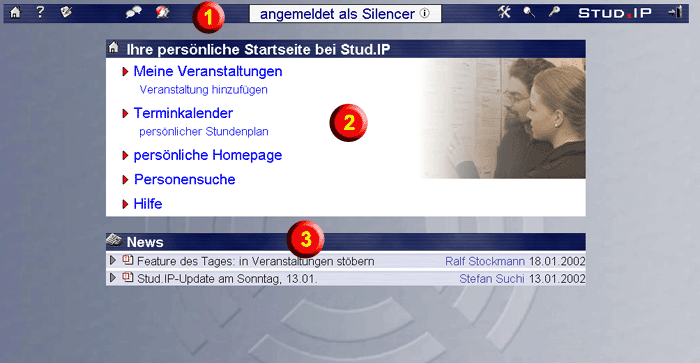 ? 1 angemeldet als Silencer i Stud.IP
Ihre persönliche Startseite bei Stud.IP
Meine Veranstaltungen
Veranstaltung hinzufügen
Terminkalender
2
persönlicher Stundenplan
persönliche Homepage
Personensuche
Hilfe
News 3
Feature des Tages: in Veranstaltungen stöbern Ralf Stockmann 18.01.2002
Stud.IP-Update am Sonntag, 13.01. Stefan Suchi 13.01.2002